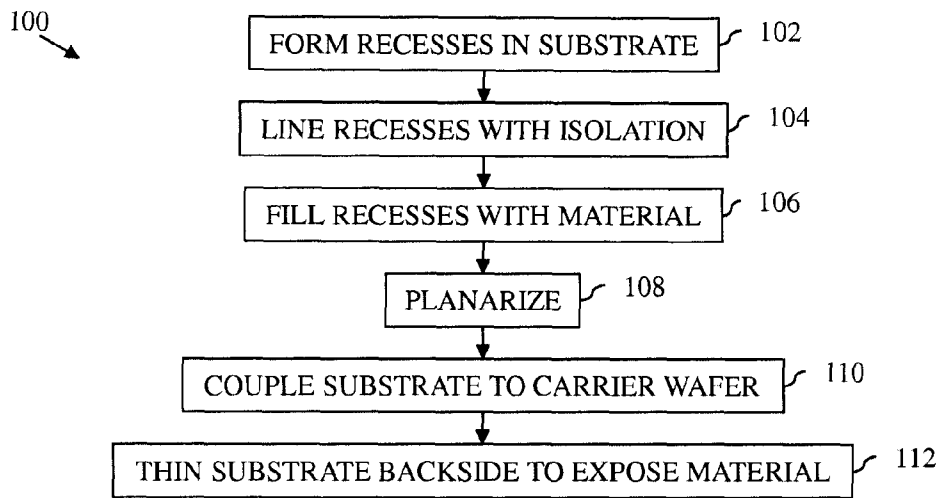 100
FORM RECESSES IN SUBSTRATE 102
LINE RECESSES WITH ISOLATION 104
FILL RECESSES WITH MATERIAL 106
PLANARIZE 108
COUPLE SUBSTRATE TO CARRIER WAFER 110
THIN SUBSTRATE BACKSIDE TO EXPOSE MATERIAL 112